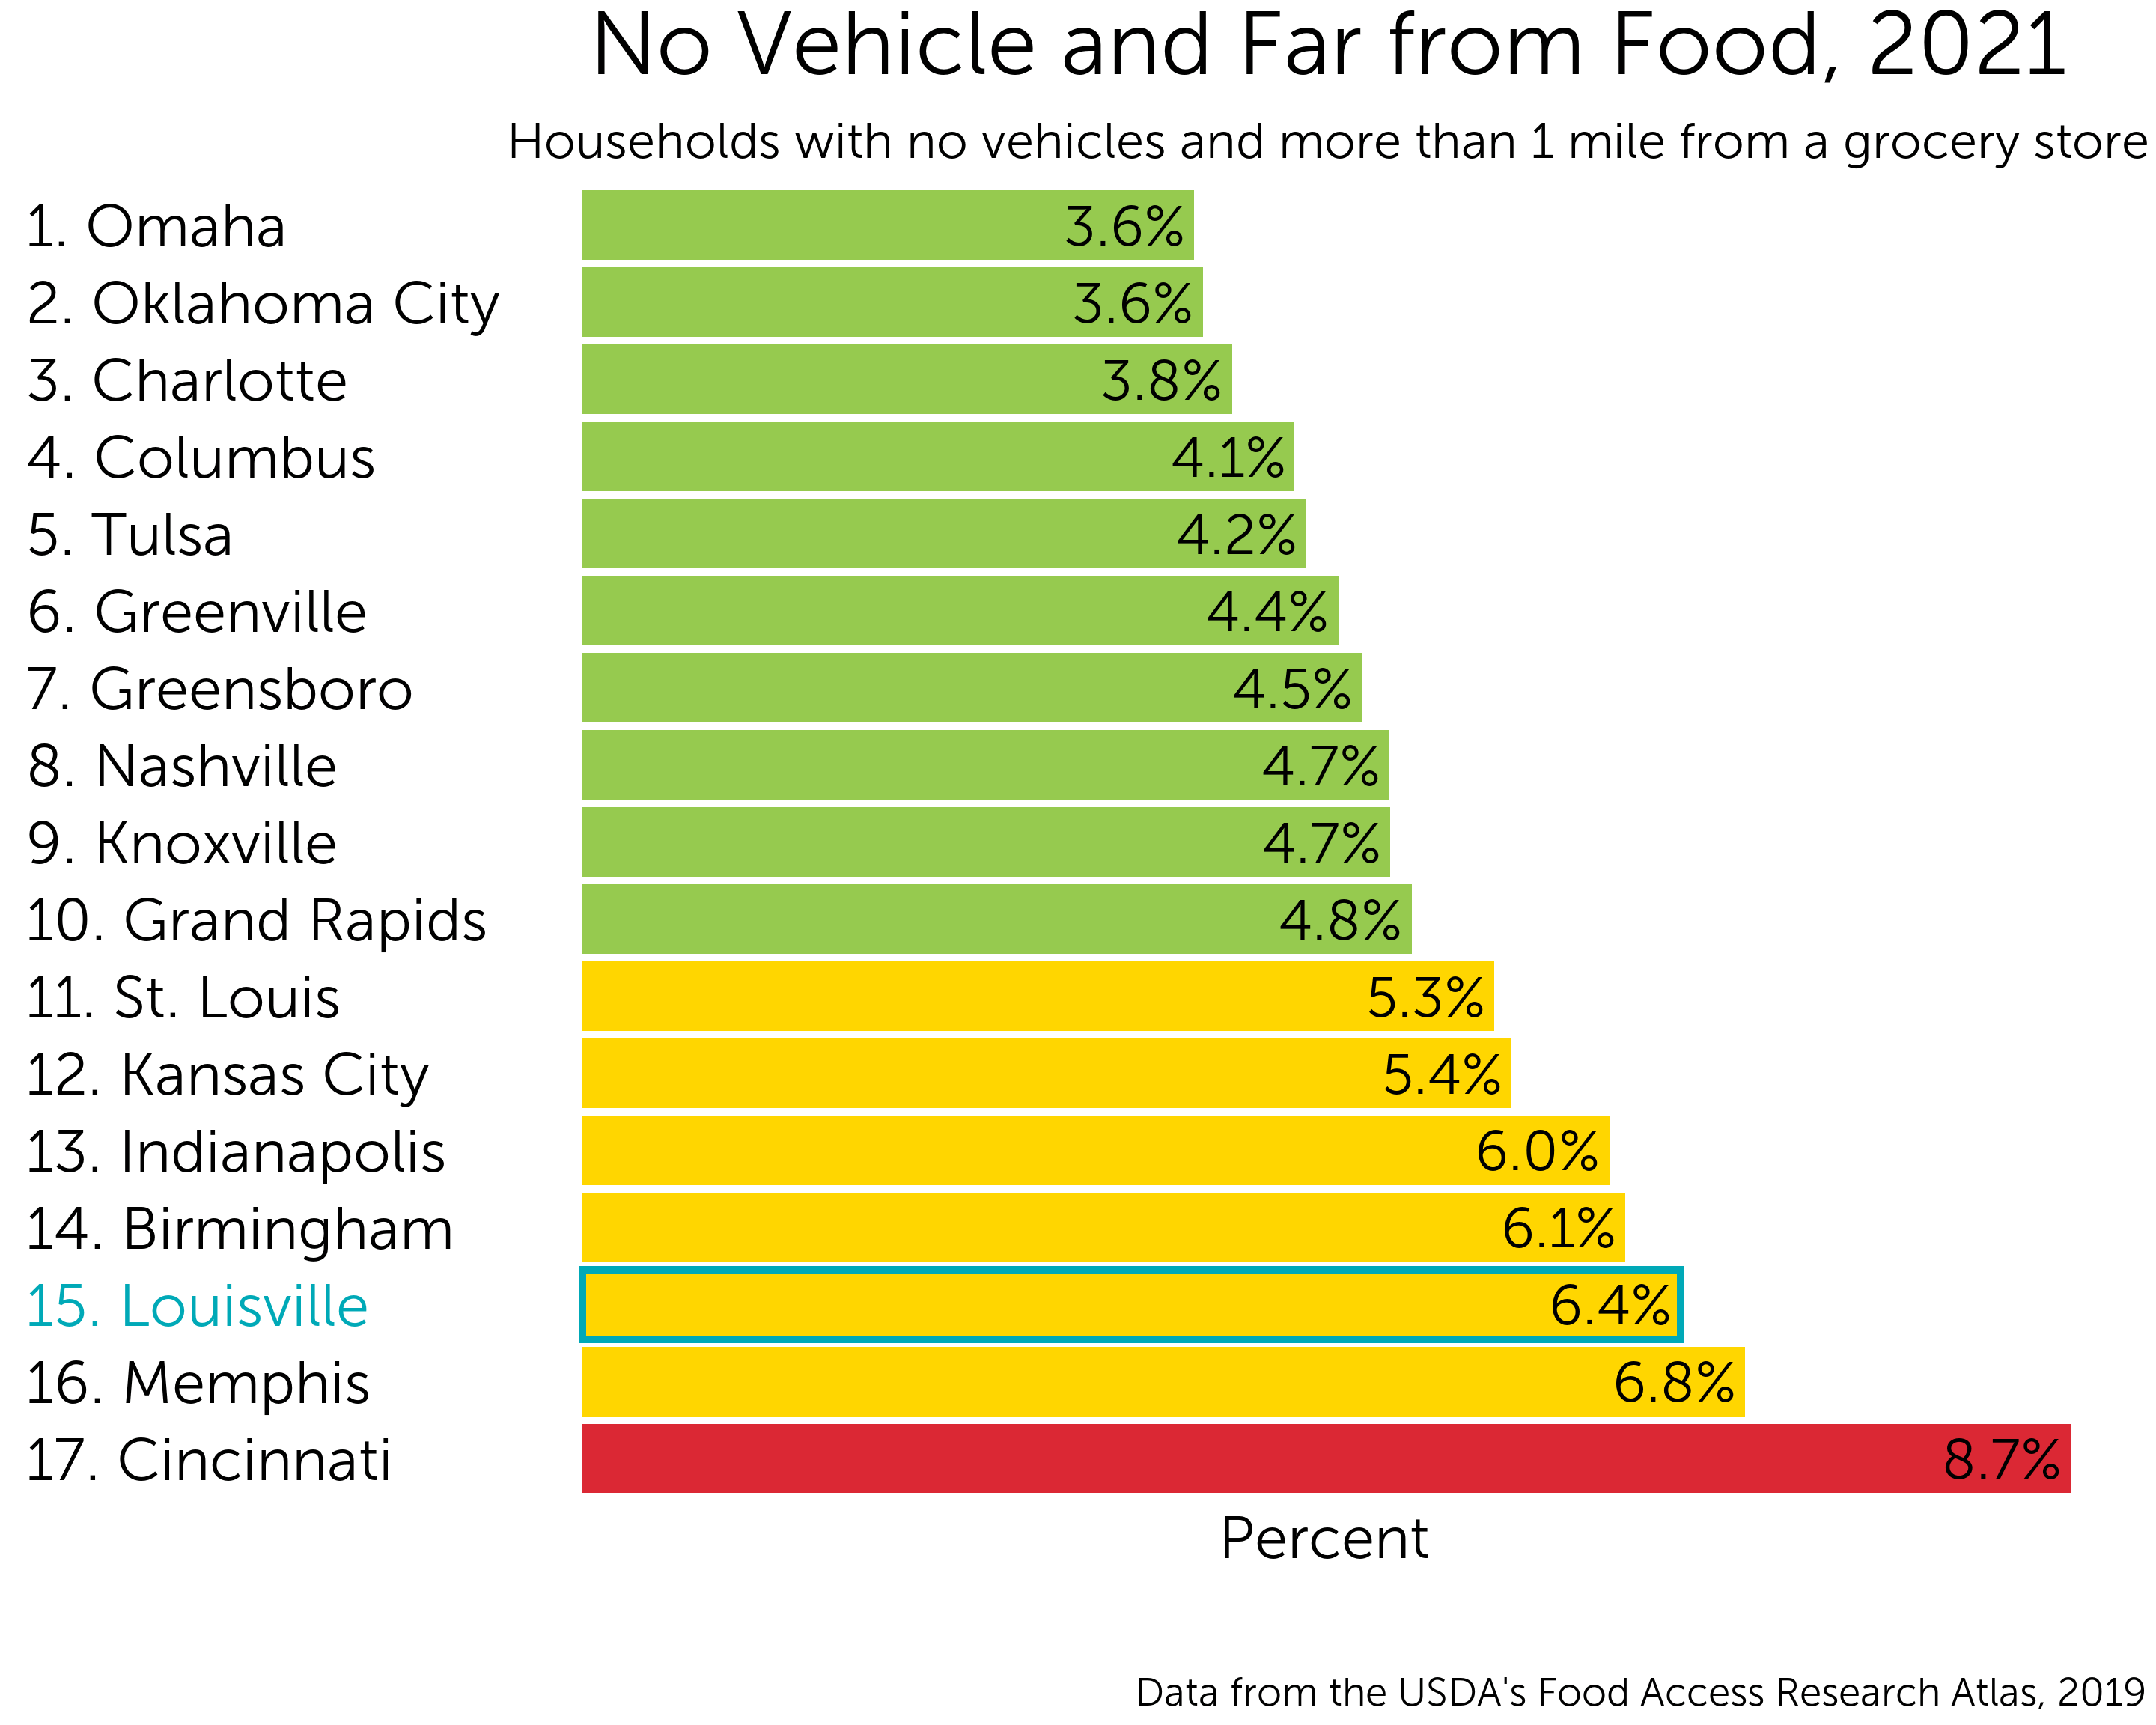 No Vehicle and Far from Food, 2021
Households with no vehicles and more than 1 mile from a grocery store
1. Omaha 3.6%
2. Oklahoma City 3.6%
3. Charlotte 3.8%
4. Columbus 4.1%
5. Tulsa 4.2%
6. Greenville 4.4%
7. Greensboro 4.5%
8. Nashville 4.7%
9. Knoxville 4.7%
10. Grand Rapids 4.8%
11. St. Louis 5.3%
12. Kansas City 5.4%
13. Indianapolis 6.0%
14. Birmingham 6.1%
15. Louisville 6.4%
16. Memphis 6.8%
17. Cincinnati 8.7%
Percent
Data from the USDA's Food Access Research Atlas, 2019